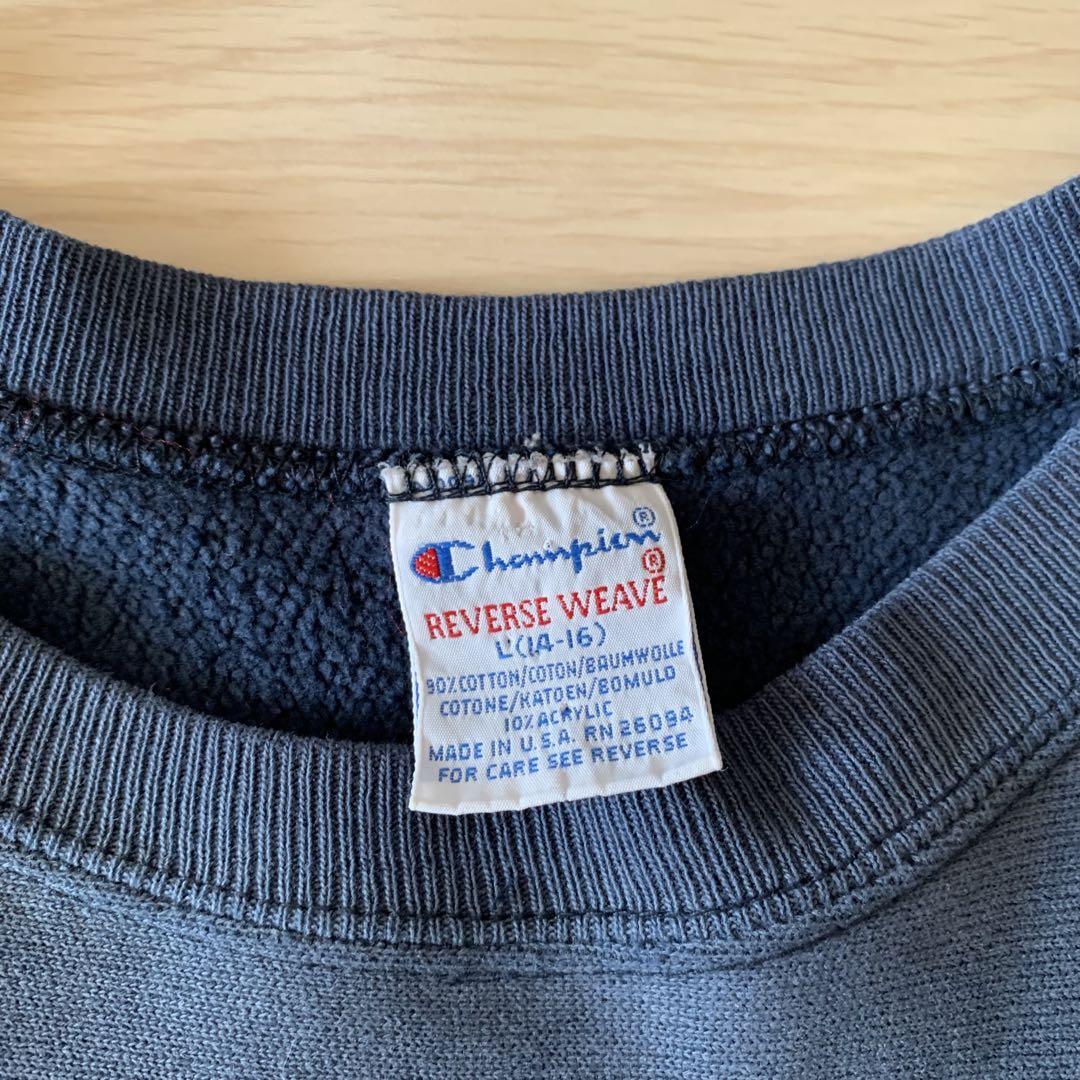 Champion®
REVERSE WEAVE®
L(14-16)
90% COTTON/COTON/BAUMWOLLE
COTONE/KATOEN/BOMULD
10% ACRYLIC
MADE IN U.S.A. RN 26094
FOR CARE SEE REVERSE